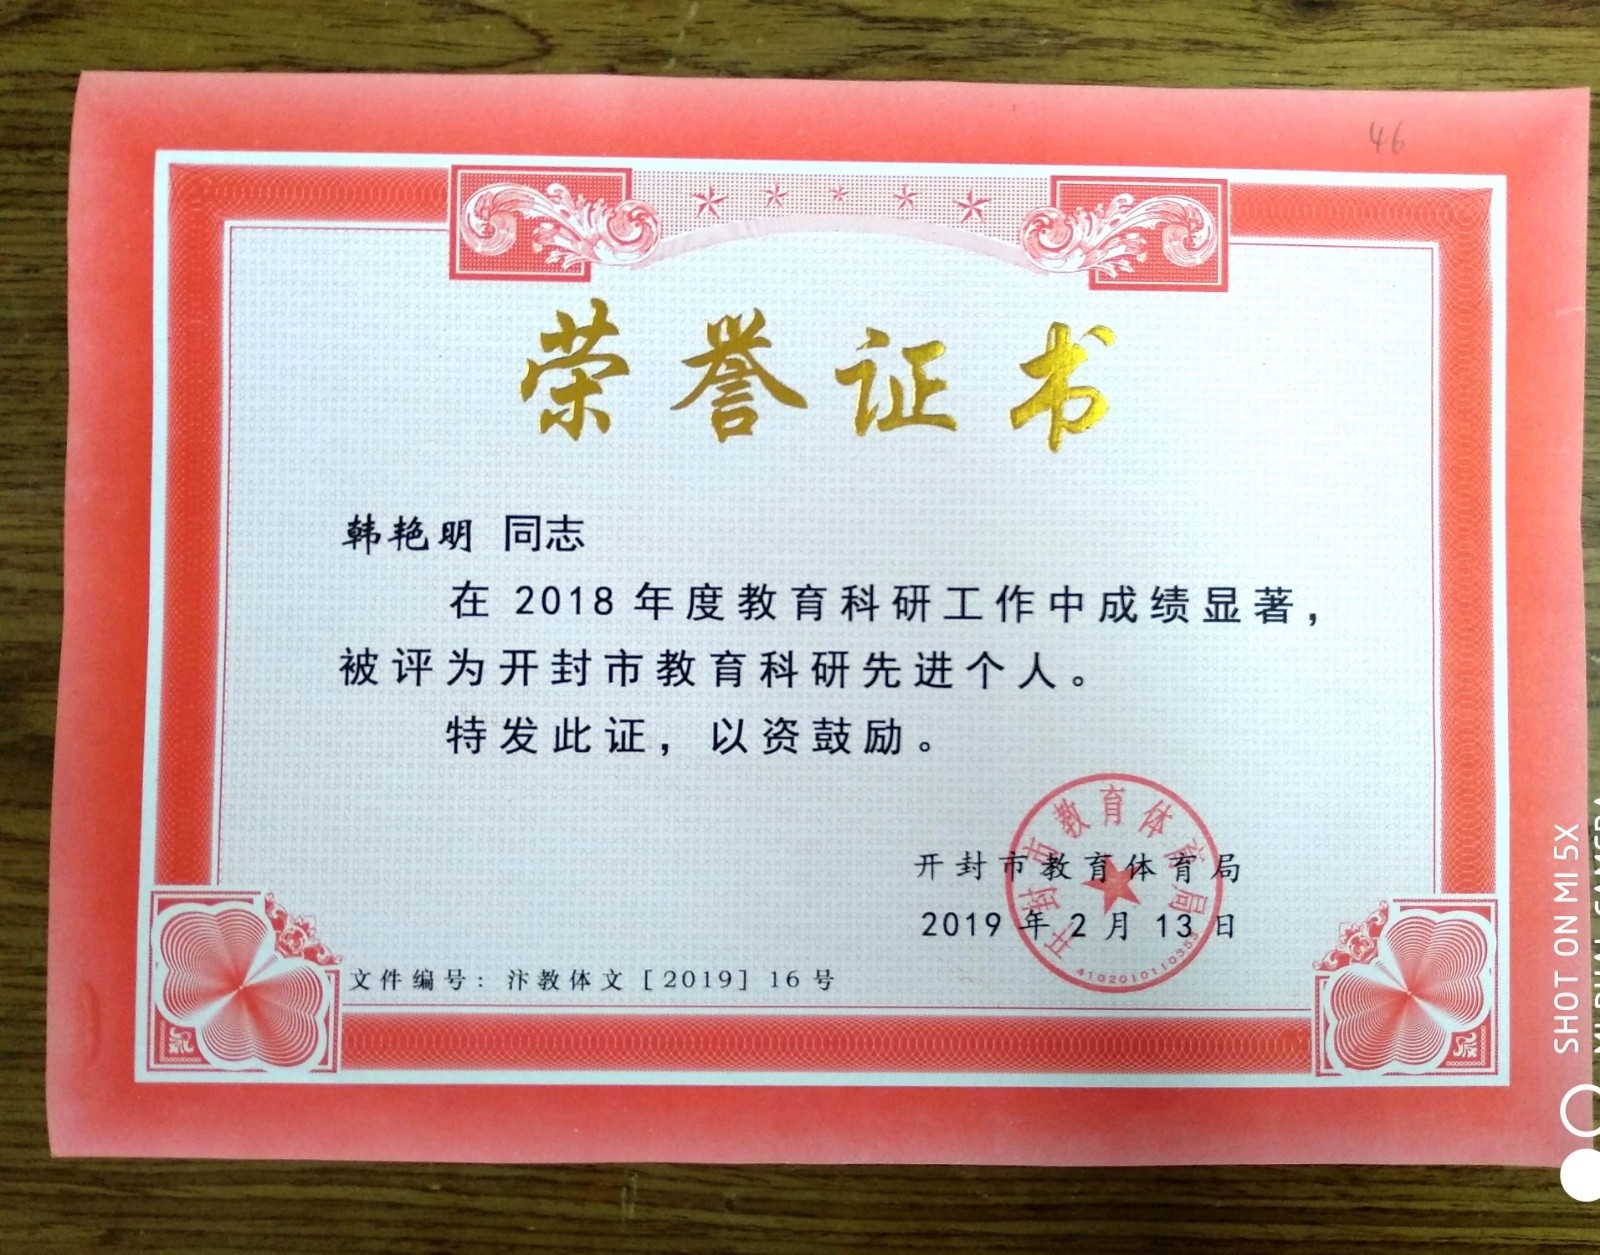 46
荣誉证书
韩艳明 同志
在 2018 年度教育科研工作中成绩显著，
被评为开封市教育科研先进个人。
特发此证，以资鼓励。
开封市教育体育局
2019 年 2 月 13 日
开封市教育体育局
文件编号：汴教体文［2019］16 号
SHOT ON MI 5X